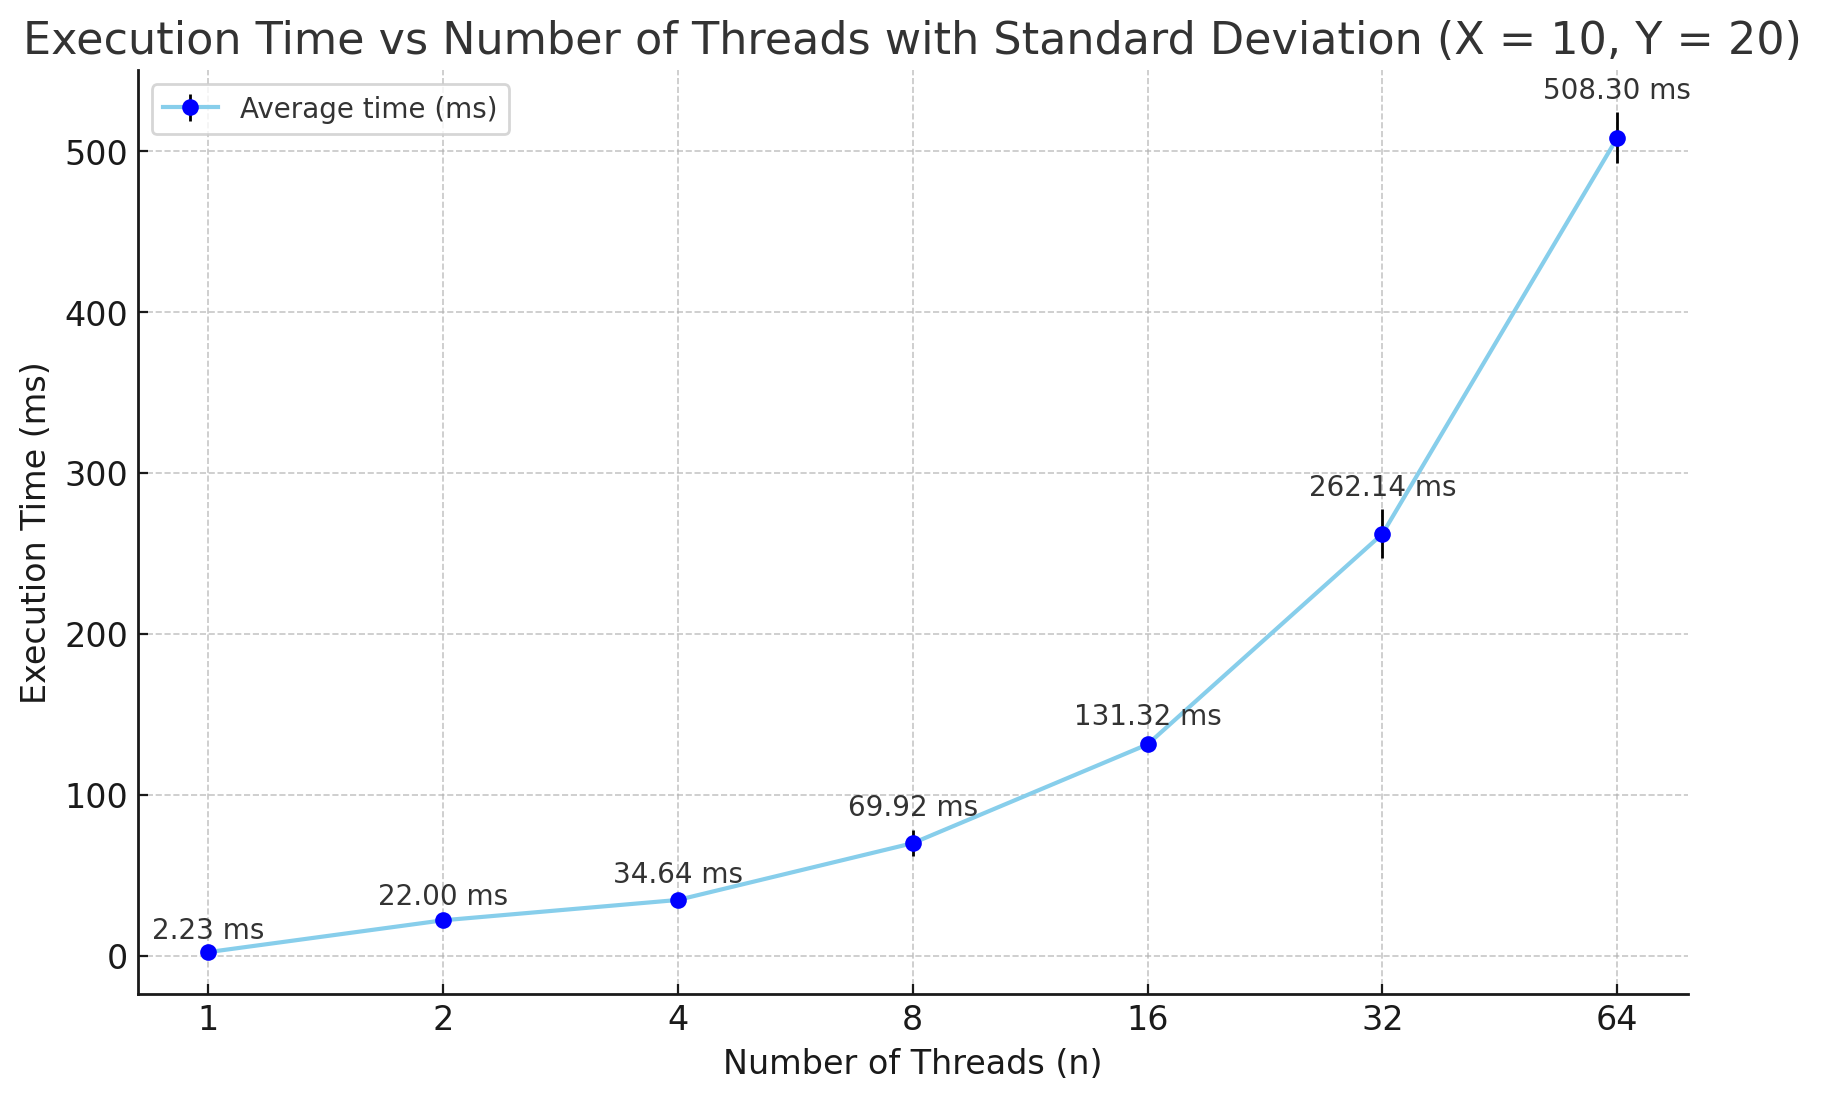 Execution Time vs Number of Threads with Standard Deviation (X = 10, Y = 20)
Average time (ms)
508.30 ms
262.14 ms
131.32 ms
69.92 ms
34.64 ms
22.00 ms
2.23 ms
500
400
300
200
100
0
Execution Time (ms)
1 2 4 8 16 32 64
Number of Threads (n)